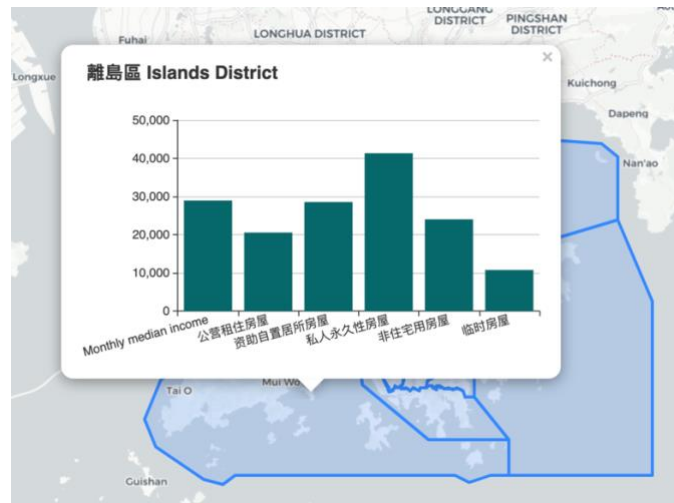 LONGGANG
DISTRICT
PINGSHAN
DISTRICT
LONGHUA DISTRICT
Fuhai
Longxue
Kuichong
Dapeng
Nan'ao
離島區 Islands District
×
50,000
40,000
30,000
20,000
10,000
0
Monthly median income
公营租住房屋
资助自置居所房屋
私人永久性房屋
非住宅用房屋
临时房屋
Mui Wo
Tai O
Guishan